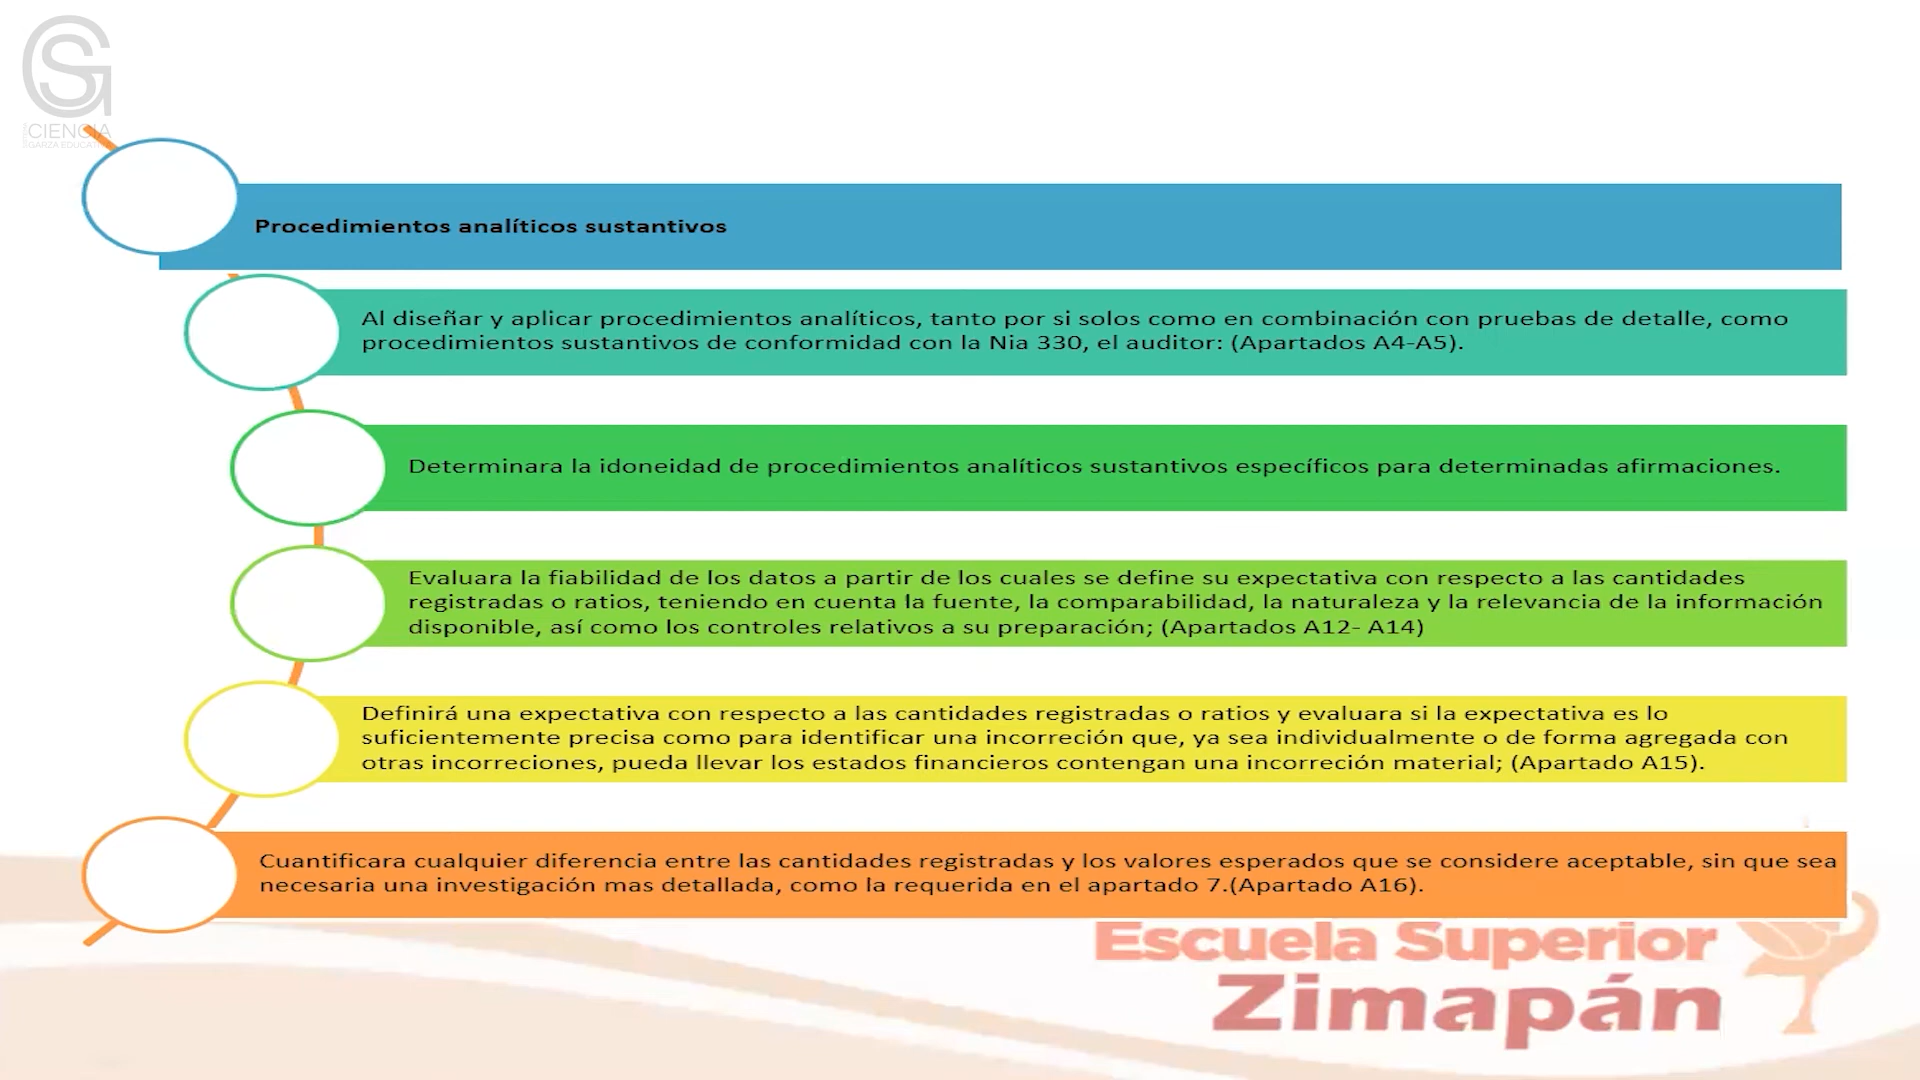 CIENCIA
GARZA EDUCATIVA
Procedimientos analíticos sustantivos
Al diseñar y aplicar procedimientos analíticos, tanto por si solos como en combinación con pruebas de detalle, como
procedimientos sustantivos de conformidad con la Nia 330, el auditor: (Apartados A4-A5).
Determinara la idoneidad de procedimientos analíticos sustantivos específicos para determinadas afirmaciones.
Evaluara la fiabilidad de los datos a partir de los cuales se define su expectativa con respecto a las cantidades
registradas o ratios, teniendo en cuenta la fuente, la comparabilidad, la naturaleza y la relevancia de la información
disponible, así como los controles relativos a su preparación; (Apartados A12- A14)
Definirá una expectativa con respecto a las cantidades registradas o ratios y evaluara si la expectativa es lo
suficientemente precisa como para identificar una incorreción que, ya sea individualmente o de forma agregada con
otras incorreciones, pueda llevar los estados financieros contengan una incorreción material; (Apartado A15).
Cuantificara cualquier diferencia entre las cantidades registradas y los valores esperados que se considere aceptable, sin que sea
necesaria una investigación mas detallada, como la requerida en el apartado 7.(Apartado A16).
Escuela Superior
Zimapán